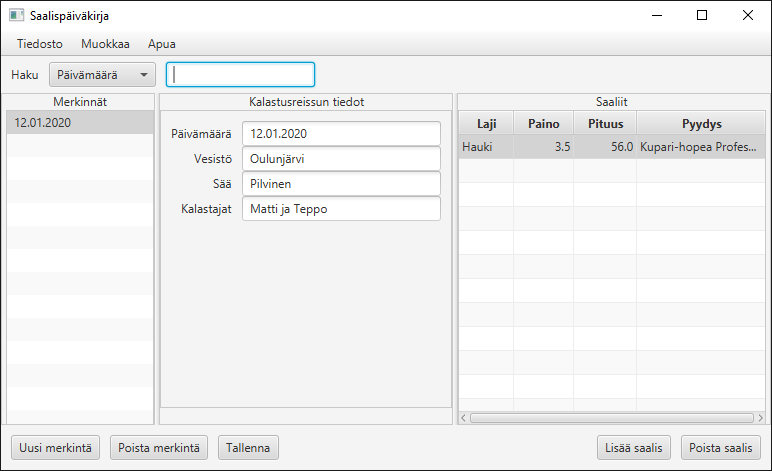 Saalispäiväkirja
Tiedosto Muokkaa Apua
Haku Päivämäärä
Merkinnät
12.01.2020
Kalastusreissun tiedot
Päivämäärä 12.01.2020
Vesistö Oulunjärvi
Sää Pilvinen
Kalastajat Matti ja Teppo
Saaliit
Laji Paino Pituus Pyydys
Hauki 3.5 56.0 Kupari-hopea Profes...
Uusi merkintä Poista merkintä Tallenna Lisää saalis Poista saalis